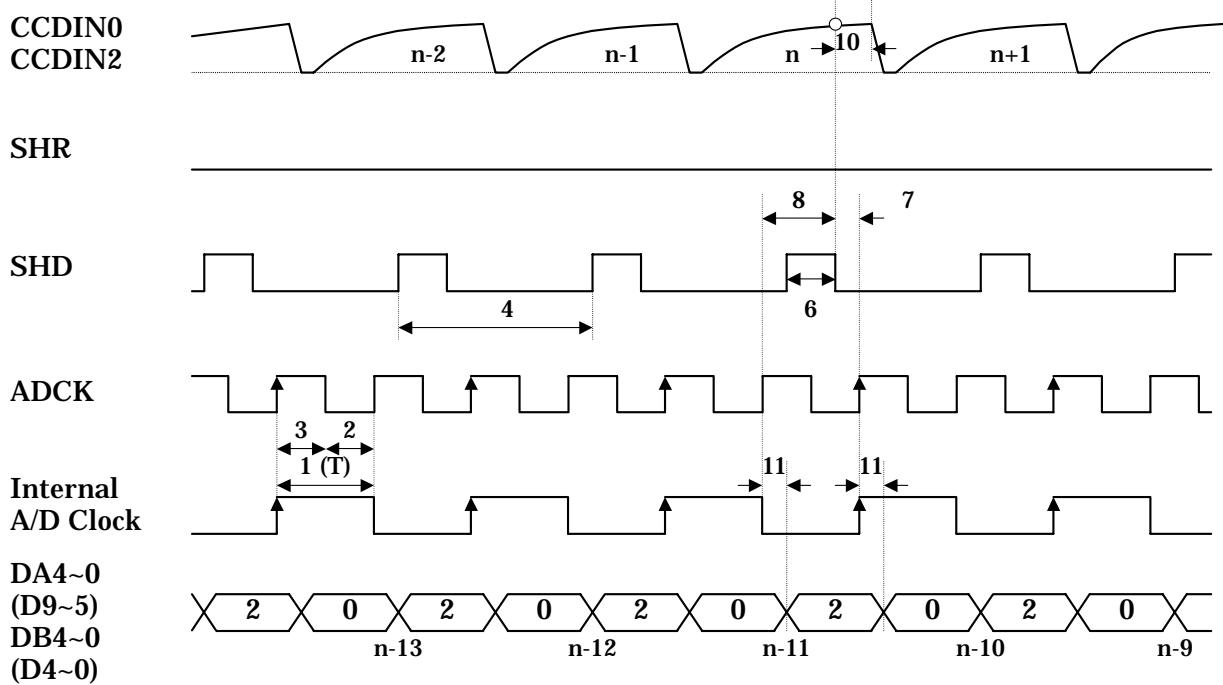 CCDIN0
CCDIN2
n-2
n-1
n
10
n+1
SHR
8
7
SHD
6
4
ADCK
3
2
1 (T)
11
11
Internal
A/D Clock
DA4~0
(D9~5)
DB4~0
(D4~0)
2
0
2
0
2
0
2
0
2
0
n-13
n-12
n-11
n-10
n-9